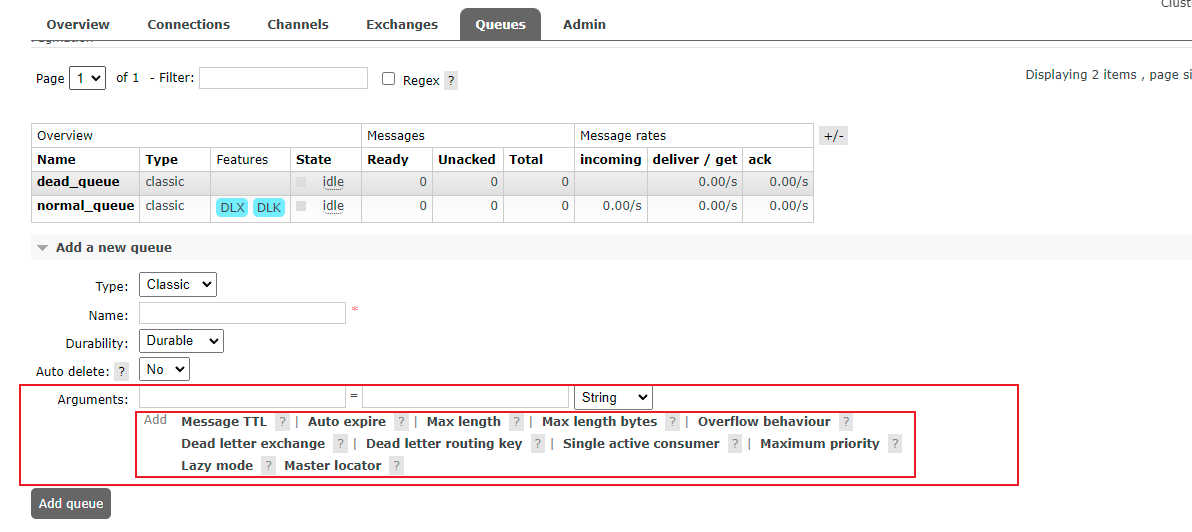 Clust
Overview Connections Channels Exchanges Queues Admin
Pagination
Page 1 of 1 - Filter: Regex ?
Displaying 2 items , page si
Overview Messages Message rates +/-
Name Type Features State Ready Unacked Total incoming deliver / get ack
dead_queue classic idle 0 0 0 0.00/s 0.00/s
normal_queue classic DLX DLK idle 0 0 0 0.00/s 0.00/s 0.00/s
Add a new queue
Type: Classic
Name: *
Durability: Durable
Auto delete: ? No
Arguments: = String
Add Message TTL ? | Auto expire ? | Max length ? | Max length bytes ? | Overflow behaviour ?
Dead letter exchange ? | Dead letter routing key ? | Single active consumer ? | Maximum priority ?
Lazy mode ? Master locator ?
Add queue